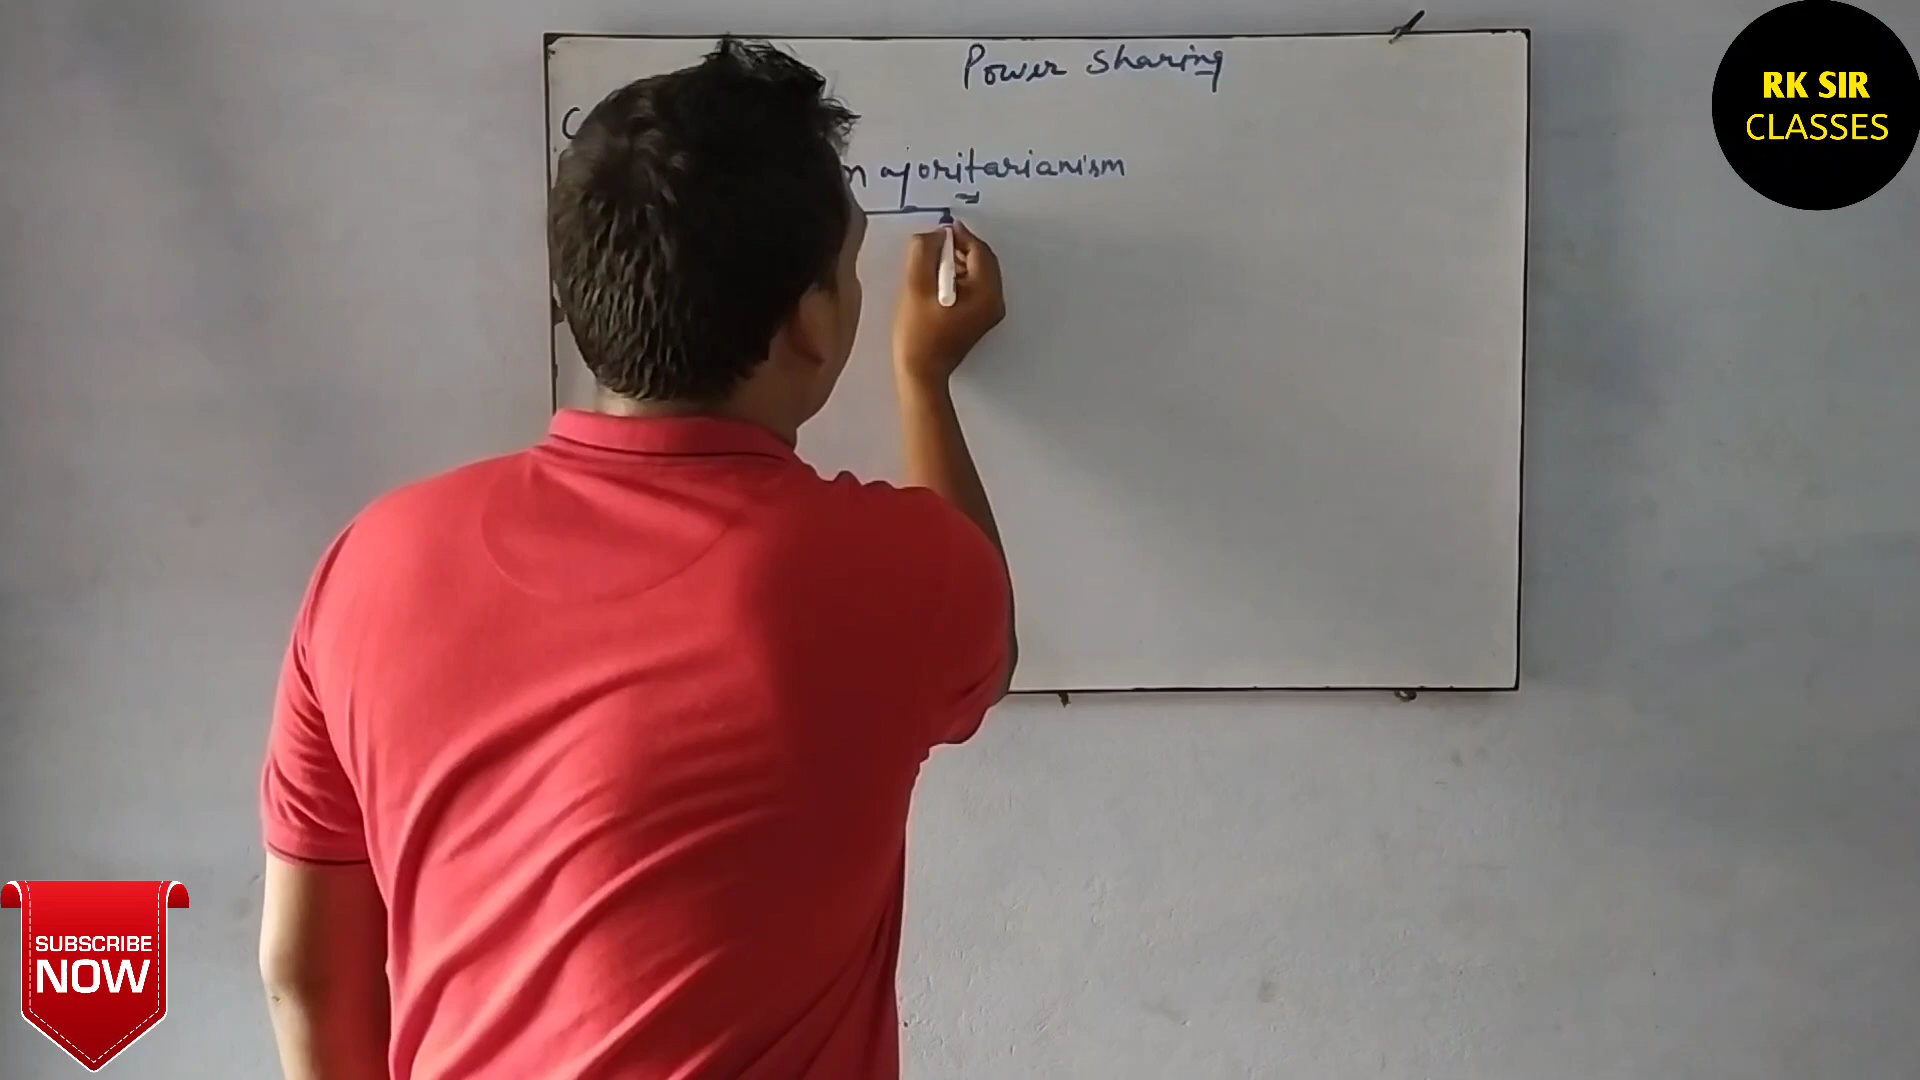 Power Sharing
majoritarianism
RK SIR
CLASSES
SUBSCRIBE
NOW